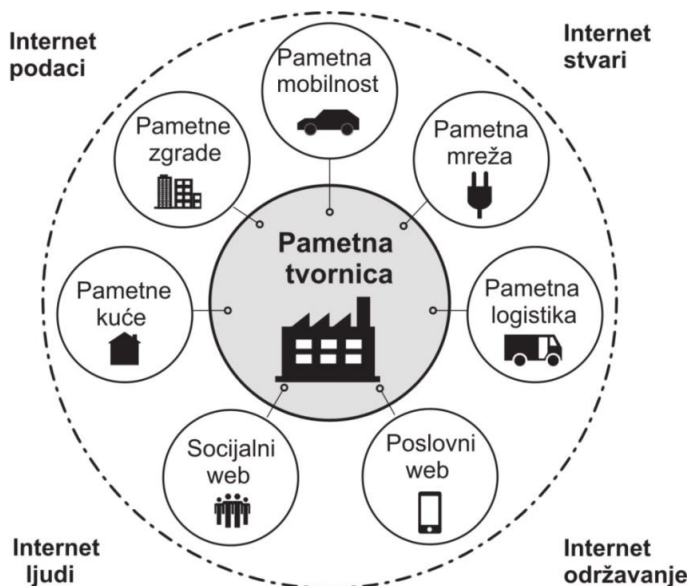 Internet
podaci
Internet
stvari
Pametna
mobilnost
Pametne
zgrade
Pametna
mreža
Pametna
tvornica
Pametne
kuće
Pametna
logistika
Socijalni
web
Poslovni
web
Internet
ljudi
Internet
održavanje